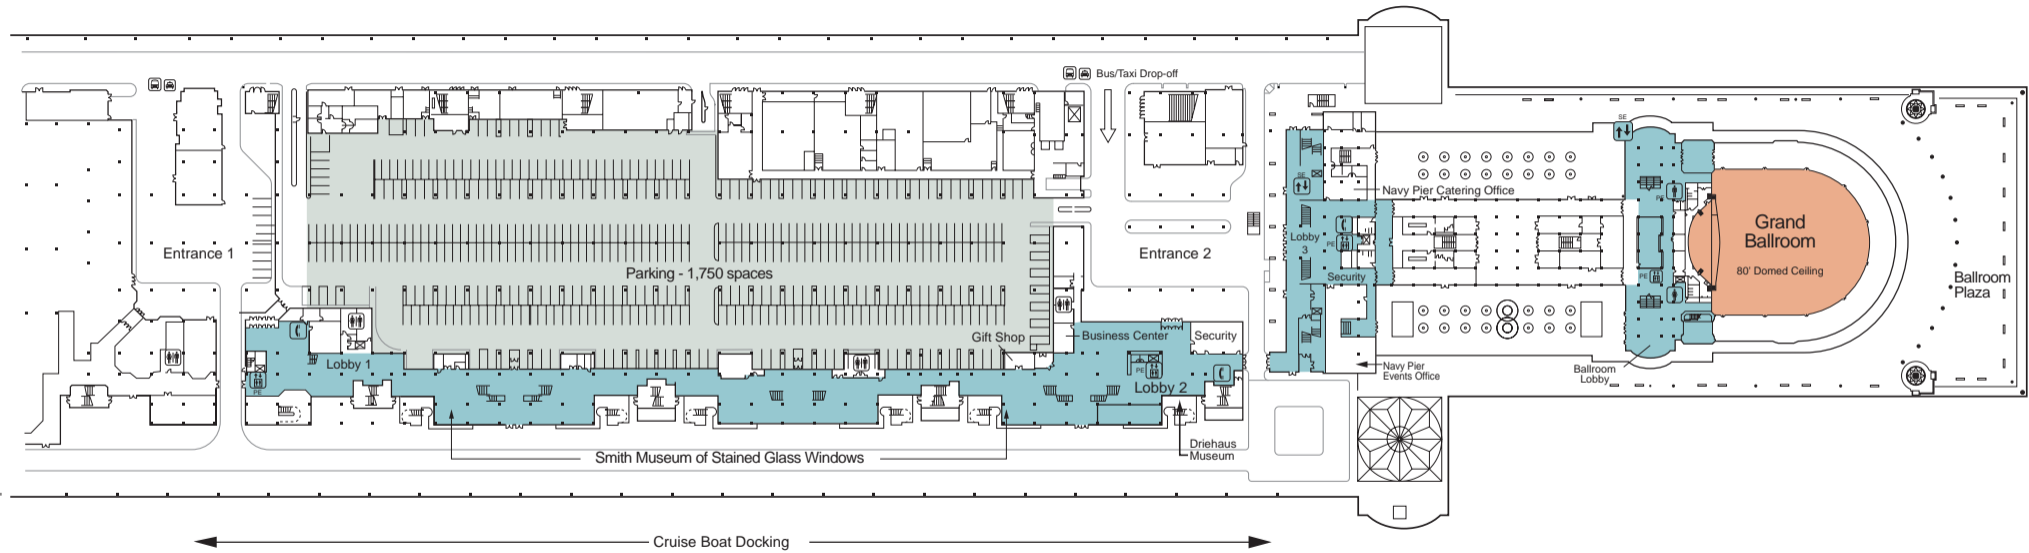 Bus/Taxi Drop-off
SE
Navy Pier Catering Office
SE
PE
Lobby
3
PE
Grand
Ballroom
Entrance 1
Entrance 2
Parking - 1,750 spaces
Security
PE
80' Domed Ceiling
Ballroom
Plaza
Gift Shop
Business Center
Security
Lobby 1
PE
PE
Lobby 2
Navy Pier
Events Office
Ballroom
Lobby
Driehaus
Museum
Smith Museum of Stained Glass Windows
Cruise Boat Docking